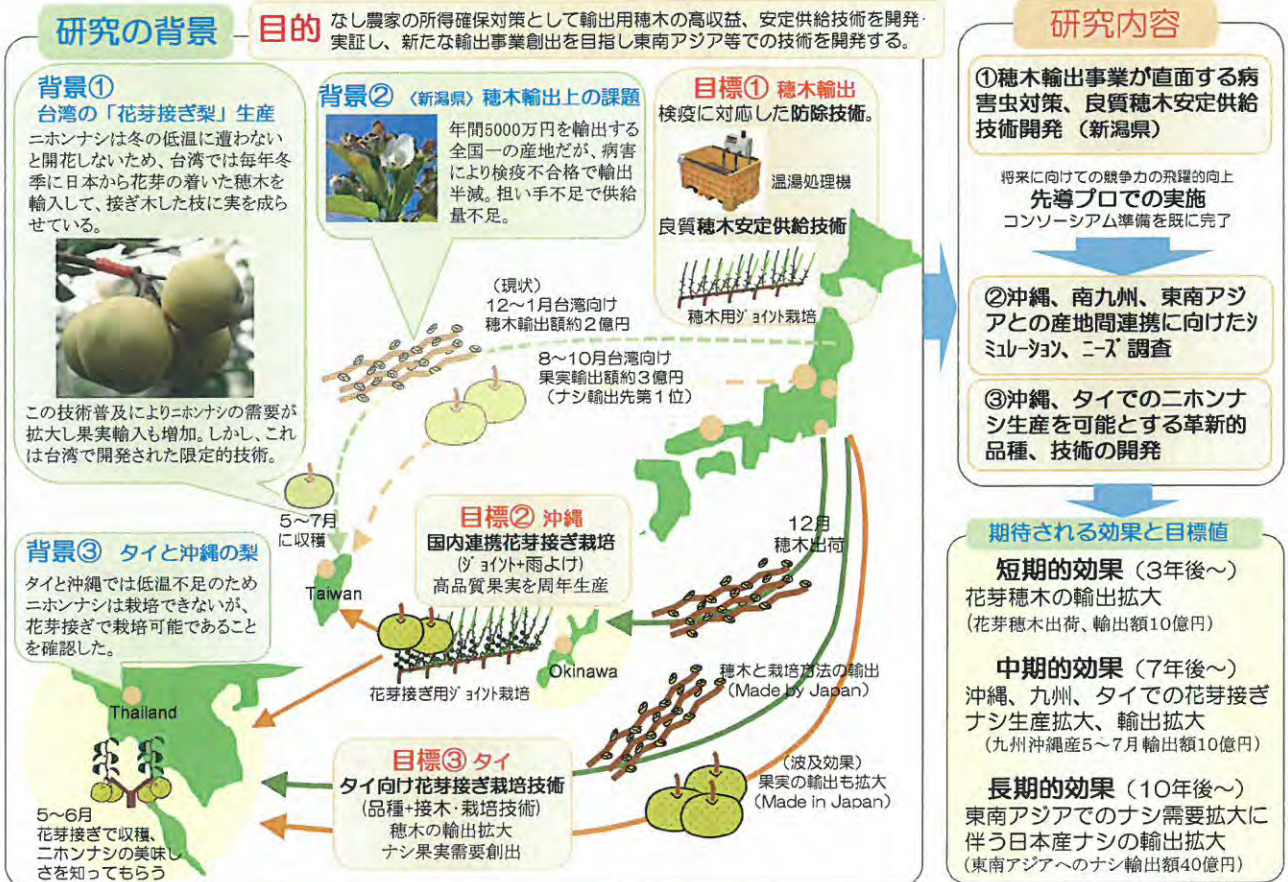 研究の背景
目的
なし農家の所得確保対策として輸出用穂木の高収益、安定供給技術を開発・
実証し、新たな輸出事業創出を目指し東南アジア等での技術を開発する。
背景①
台湾の「花芽接ぎ梨」生産
ニホンナシは冬の低温に遭わない
と開花しないため、台湾では毎年冬
季に日本から花芽の着いた穂木を
輸入して、接ぎ木した枝に実を成ら
せている。
この技術普及によりニホンナシの需要が
拡大し果実輸入も増加。しかし、これ
は台湾で開発された限定的技術。
背景② 〈新潟県〉穂木輸出上の課題
年間5000万円を輸出する
全国一の産地だが、病害
により検疫不合格で輸出
半減。担い手不足で供給
量不足。
目標① 穂木輸出
検疫に対応した防除技術。
温湯処理機
良質穂木安定供給技術
穂木用ジョイント栽培
(現状)
12~1月台湾向け
穂木輸出額約2億円
8~10月台湾向け
果実輸出額約3億円
(ナシ輸出先第1位)
5~7月
に収穫
Taiwan
背景③ タイと沖縄の梨
タイと沖縄では低温不足のため
ニホンナシは栽培できないが、
花芽接ぎで栽培可能であること
を確認した。
Thailand
5~6月
花芽接ぎで収穫、
ニホンナシの美味し
さを知ってもらう
目標② 沖縄
国内連携花芽接ぎ栽培
(ジョイント+雨よけ)
高品質果実を周年生産
花芽接ぎ用ジョイント栽培
Okinawa
12月
穂木出荷
穂木と栽培方法の輸出
(Made by Japan)
目標③ タイ
タイ向け花芽接ぎ栽培技術
(品種+接木・栽培技術)
穂木の輸出拡大
ナシ果実需要創出
(波及効果)
果実の輸出も拡大
(Made in Japan)
研究内容
①穂木輸出事業が直面する病
害虫対策、良質穂木安定供給
技術開発 (新潟県)
将来に向けての競争力の飛躍的向上
先導プロでの実施
コンソーシアム準備を既に完了
②沖縄、南九州、東南アジ
アとの産地間連携に向けたシ
ミュレーション、ニーズ調査
③沖縄、タイでのニホンナ
シ生産を可能とする革新的
品種、技術の開発
期待される効果と目標値
短期的効果(3年後~)
花芽穂木の輸出拡大
(花芽穂木出荷、輸出額10億円)
中期的効果(7年後~)
沖縄、九州、タイでの花芽接ぎ
ナシ生産拡大、輸出拡大
(九州沖縄産5~7月輸出額10億円)
長期的効果(10年後~)
東南アジアでのナシ需要拡大に
伴う日本産ナシの輸出拡大
(東南アジアへのナシ輸出額40億円)